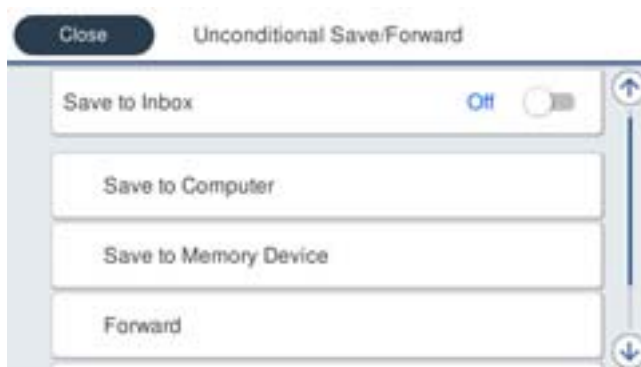 Close
Unconditional Save/Forward
Save to Inbox
Off
Save to Computer
Save to Memory Device
Forward